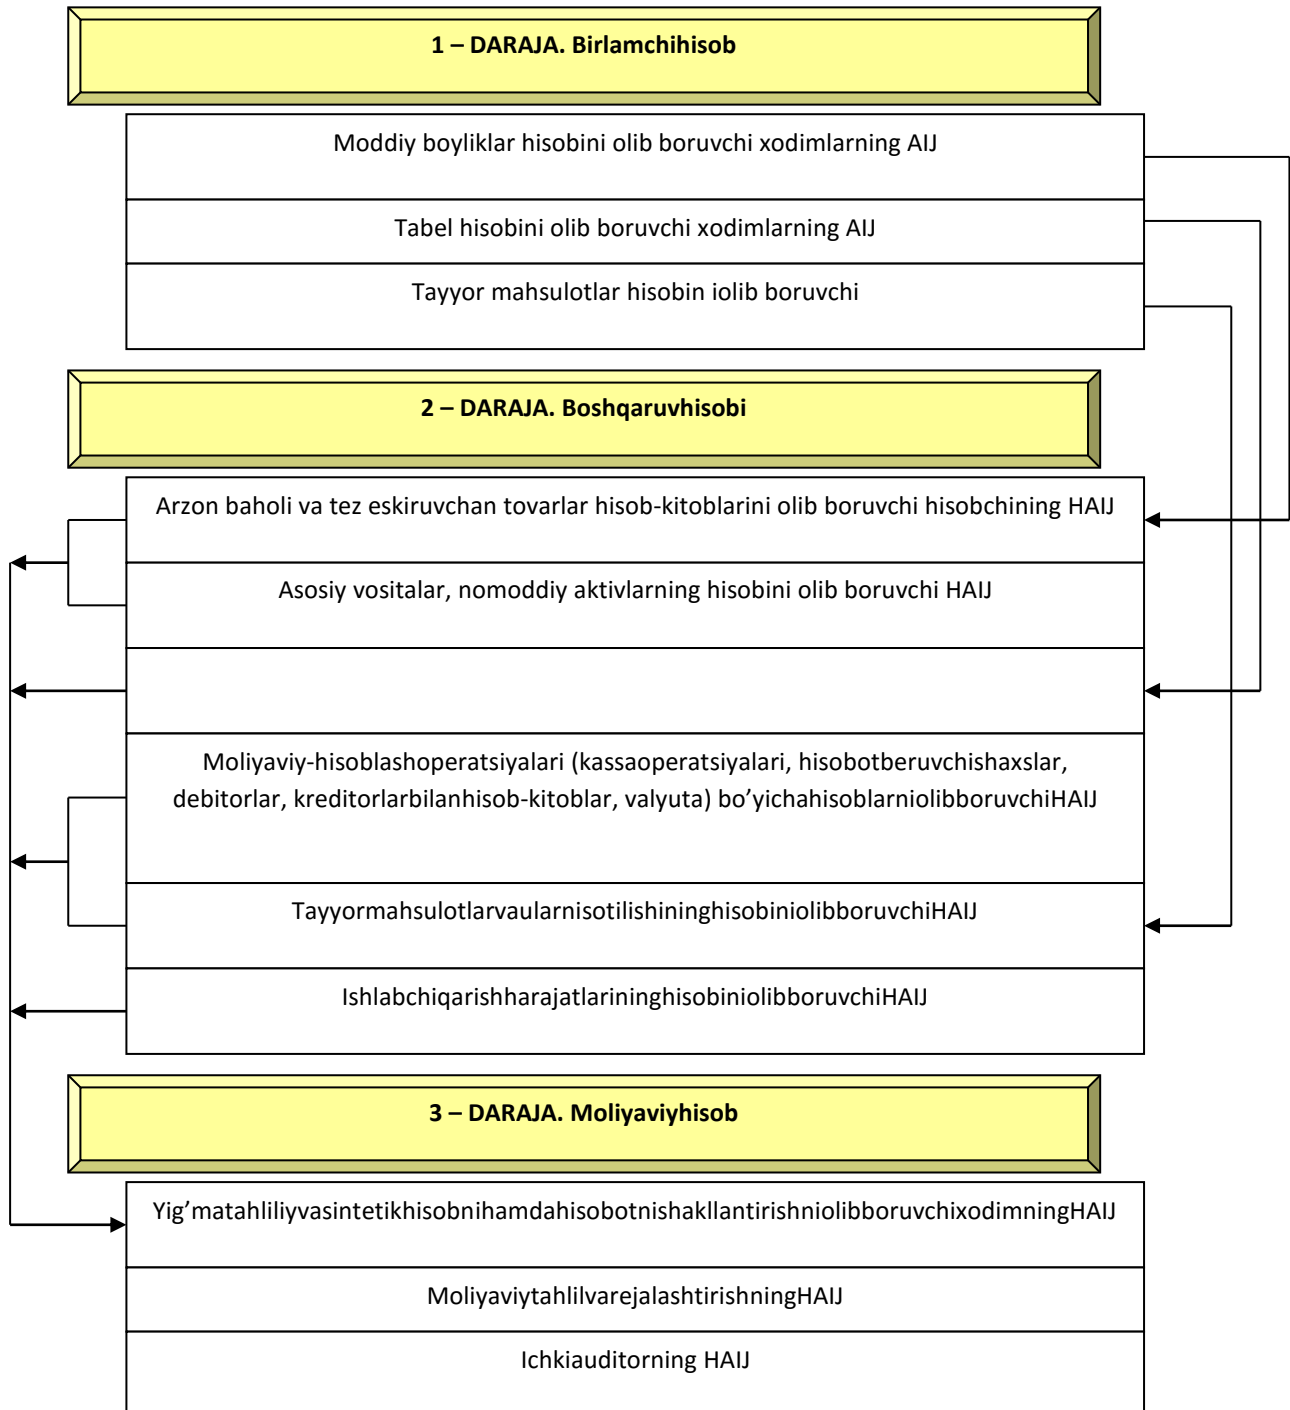 1 – DARAJA. Birlamchihisob
Moddiy boyliklar hisobini olib boruvchi xodimlarning AIJ
Tabel hisobini olib boruvchi xodimlarning AIJ
Tayyor mahsulotlar hisobin iolib boruvchi
2 – DARAJA. Boshqaruvhisobi
Arzon baholi va tez eskiruvchan tovarlar hisob-kitoblarini olib boruvchi hisobchining HAIJ
Asosiy vositalar, nomoddiy aktivlarning hisobini olib boruvchi HAIJ
Moliyaviy-hisoblashoperatsiyalari (kassaoperatsiyalari, hisobotberuvchishaxslar,
debitorlar, kreditorlarbilanhisob-kitoblar, valyuta) bo’yichahisoblarniolibboruvchiHAIJ
TayyormahsulotlarvaularnisotilishininghisobiniolibboruvchiHAIJ
IshlabchiqarishharajatlarininghisobiniolibboruvchiHAIJ
3 – DARAJA. Moliyaviyhisob
Yig’matahliliyvasintetikhisobnihamdahisobotnishakllantirishniolibboruvchixodimningHAIJ
MoliyaviytahlilvarejalashtirishningHAIJ
Ichkiauditorning HAIJ